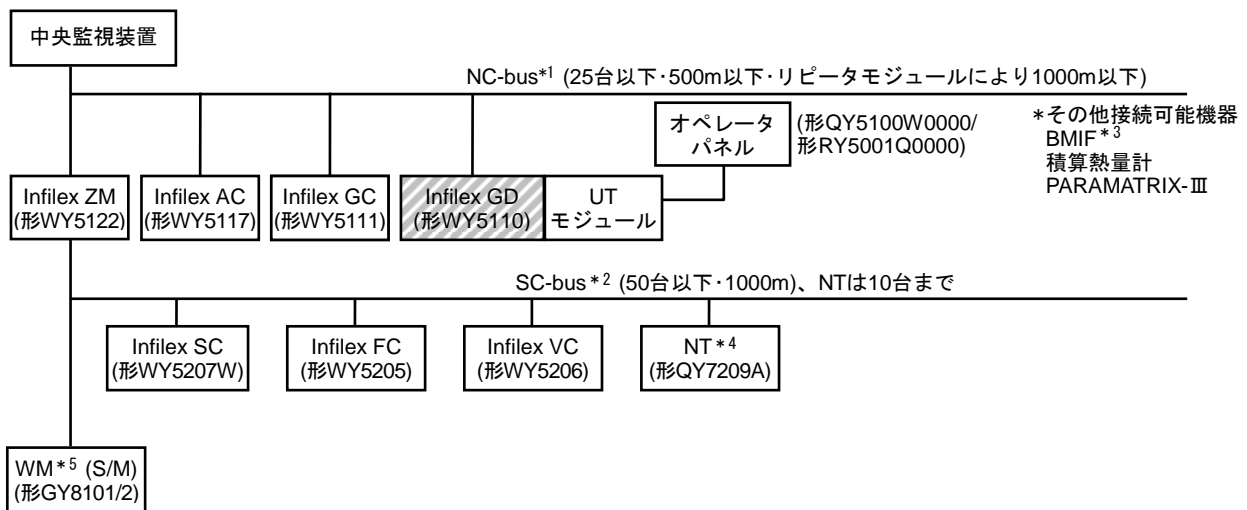 中央監視装置
NC-bus*1 (25台以下･500m以下･リピータモジュールにより1000m以下)
オペレータ
パネル
(形QY5100W0000/
形RY5001Q0000)
*その他接続可能機器
BMIF*3
積算熱量計
PARAMATRIX-Ⅲ
Infilex ZM
(形WY5122)
Infilex AC
(形WY5117)
Infilex GC
(形WY5111)
Infilex GD
(形WY5110)
UT
モジュール
SC-bus*2 (50台以下･1000m)、NTは10台まで
Infilex SC
(形WY5207W)
Infilex FC
(形WY5205)
Infilex VC
(形WY5206)
NT*4
(形QY7209A)
WM*5 (S/M)
(形GY8101/2)